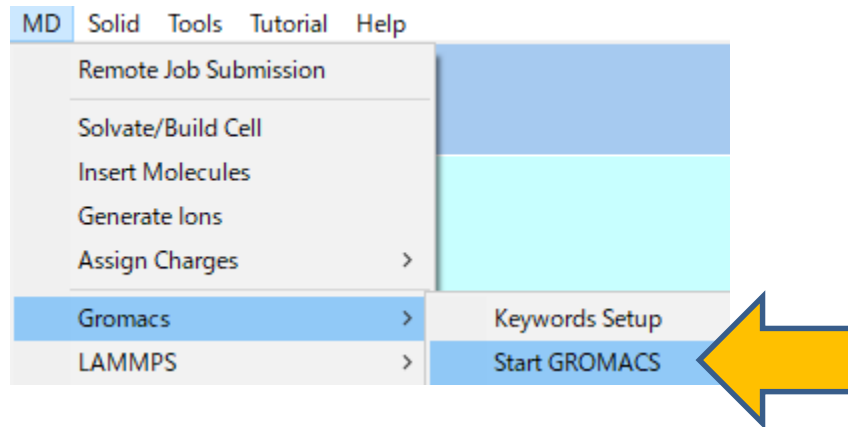 MD Solid Tools Tutorial Help
Remote Job Submission
Solvate/Build Cell
Insert Molecules
Generate Ions
Assign Charges >
Gromacs >
Keywords Setup
LAMMPS >
Start GROMACS